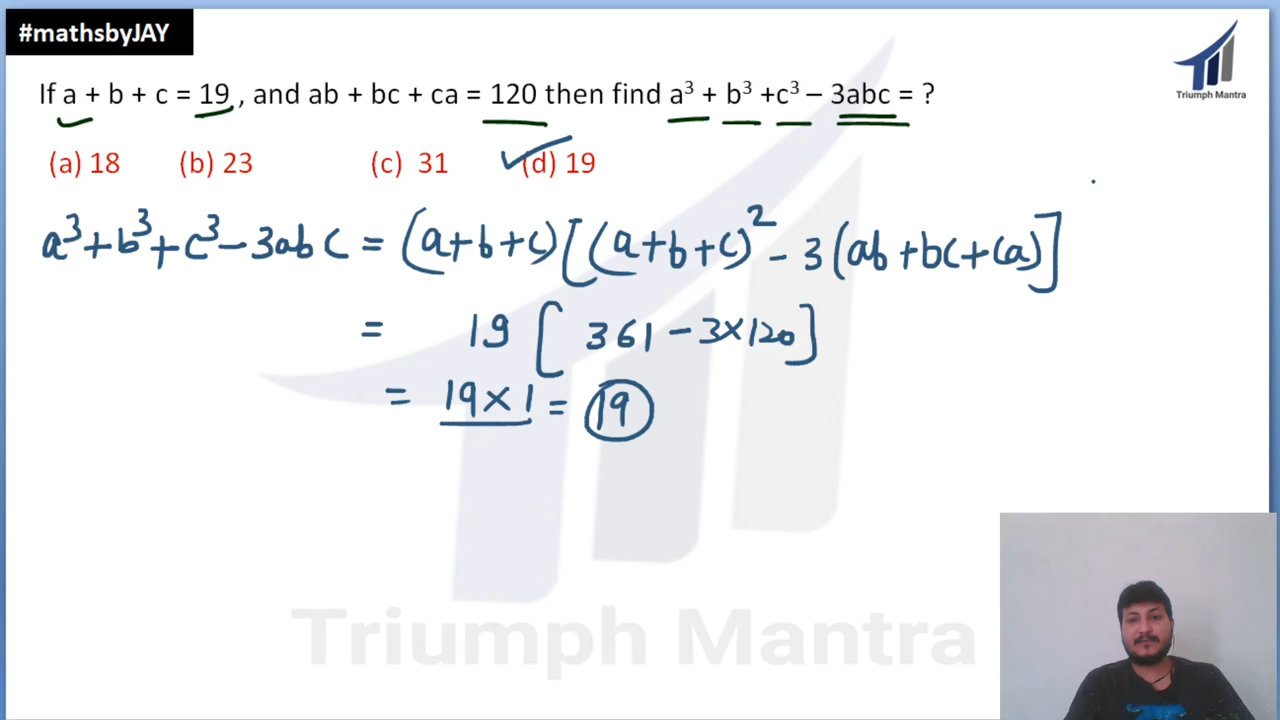 #mathsbyJAY
Triumph Mantra
If a + b + c = 19 , and ab + bc + ca = 120 then find a³ + b³ +c³ – 3abc = ?
(a) 18 (b) 23 (c) 31 (d) 19
a³+b³+c³-3abc = (a+b+c)[(a+b+c)² - 3(ab+bc+ca)]
= 19 [361 - 3×120]
= 19×1 = 19
Triumph Mantra